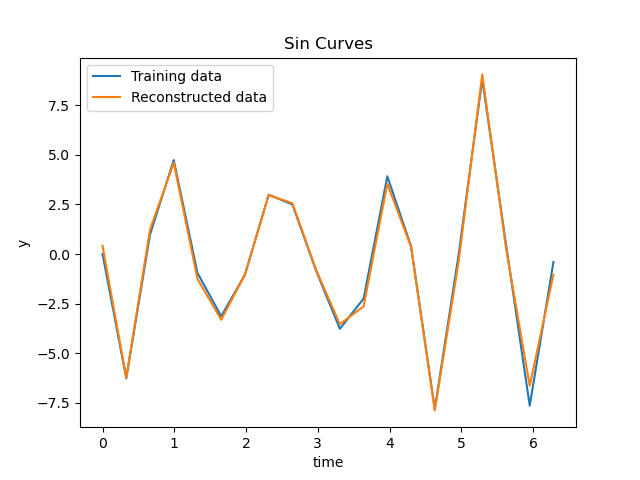 Sin Curves
Training data
Reconstructed data
7.5
5.0
2.5
0.0
−2.5
−5.0
−7.5
y
0 1 2 3 4 5 6
time